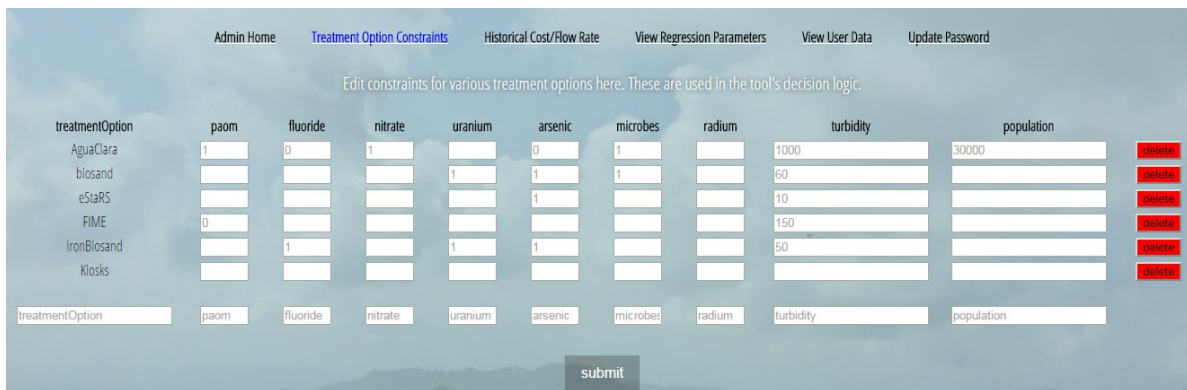 Admin Home Treatment Option Constraints Historical Cost/Flow Rate View Regression Parameters View User Data Update Password
Edit constraints for various treatment options here. These are used in the tool's decision logic.
treatmentOption paom fluoride nitrate uranium arsenic microbes radium turbidity population
AguaClara 1 0 1 0 1 1000 30000 delete
biosand 1 1 1 60 delete
eStaRS 1 10 delete
FIME 0 150 delete
ironBiosand 1 1 1 50 delete
Kiosks delete
treatmentOption paom fluoride nitrate uranium arsenic microbes radium turbidity population
submit